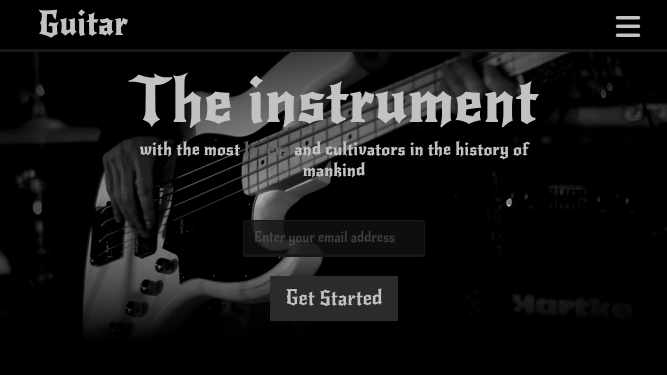 Guitar
The instrument
with the most and cultivators in the history of
mankind
Enter your email address
Get Started
Hartke